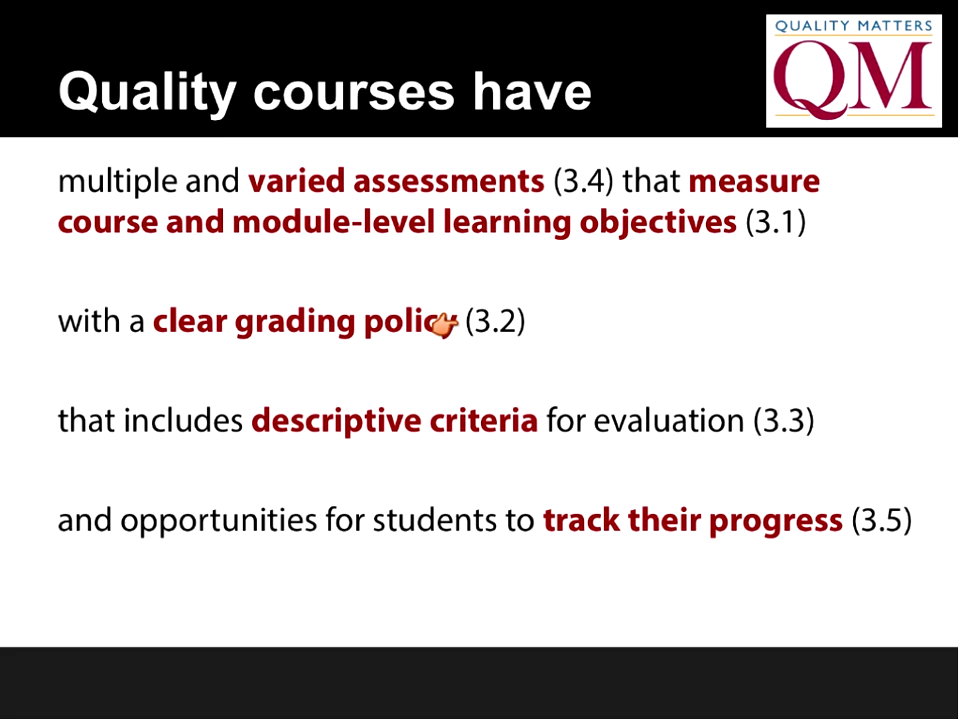 QUALITY MATTERS
QM
Quality courses have
multiple and varied assessments (3.4) that measure
course and module-level learning objectives (3.1)
with a clear grading policy (3.2)
that includes descriptive criteria for evaluation (3.3)
and opportunities for students to track their progress (3.5)